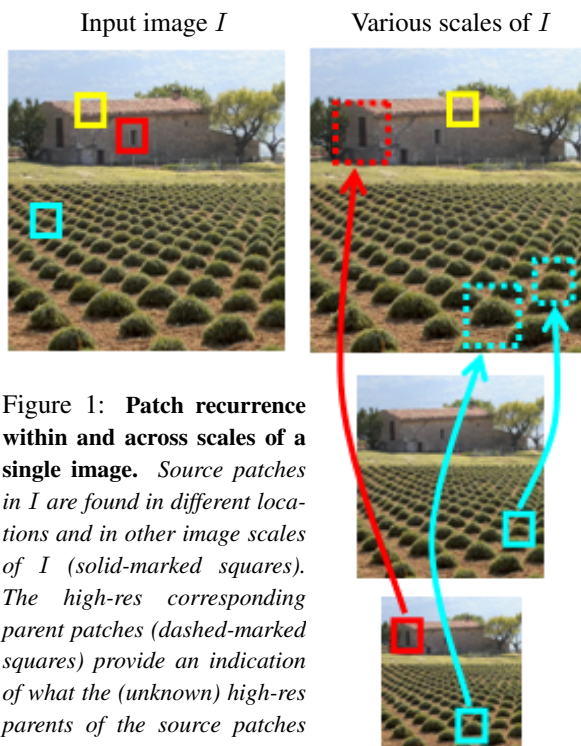 Input image I
Various scales of I
Figure 1: Patch recurrence
within and across scales of a
single image. Source patches
in I are found in different loca-
tions and in other image scales
of I (solid-marked squares).
The high-res corresponding
parent patches (dashed-marked
squares) provide an indication
of what the (unknown) high-res
parents of the source patches